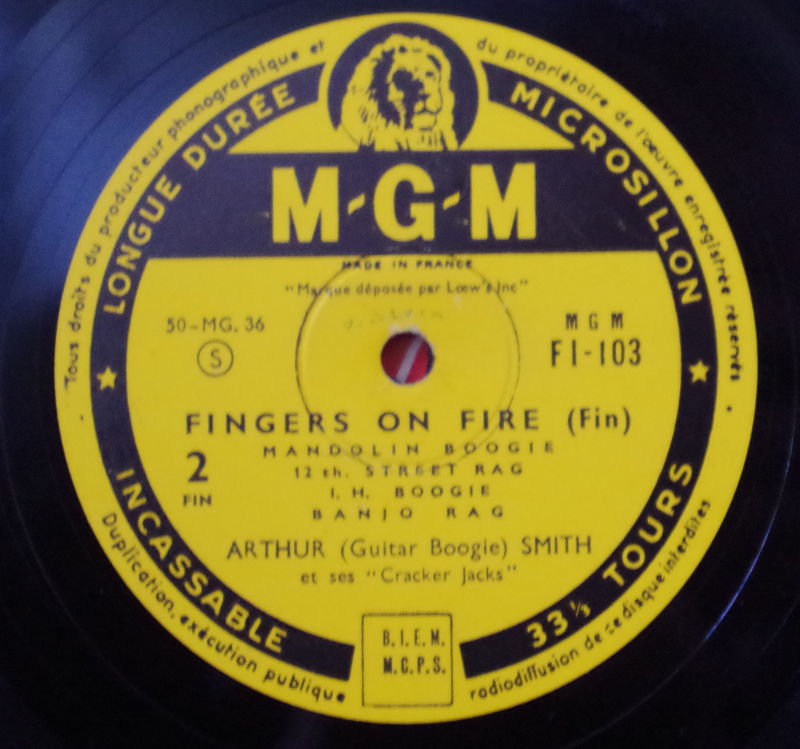 Tous droits du producteur phonographique et du propriétaire de l'œuvre enregistrée réservés
LONGUE DURÉE
MICROSILLON
M-G-M
MADE IN FRANCE
"Marque déposée par Lœw's Inc"
50-MG. 36
S
M G M
F1-103
FINGERS ON FIRE (Fin)
2
FIN
MANDOLIN BOOGIE
12 th. STREET RAG
I. H. BOOGIE
BANJO RAG
ARTHUR (Guitar Boogie) SMITH
et ses "Cracker Jacks"
INCASSABLE
33⅓ TOURS
B.I.E.M.
M.C.P.S.
Duplication, exécution publique
radiodiffusion de ce disque interdites